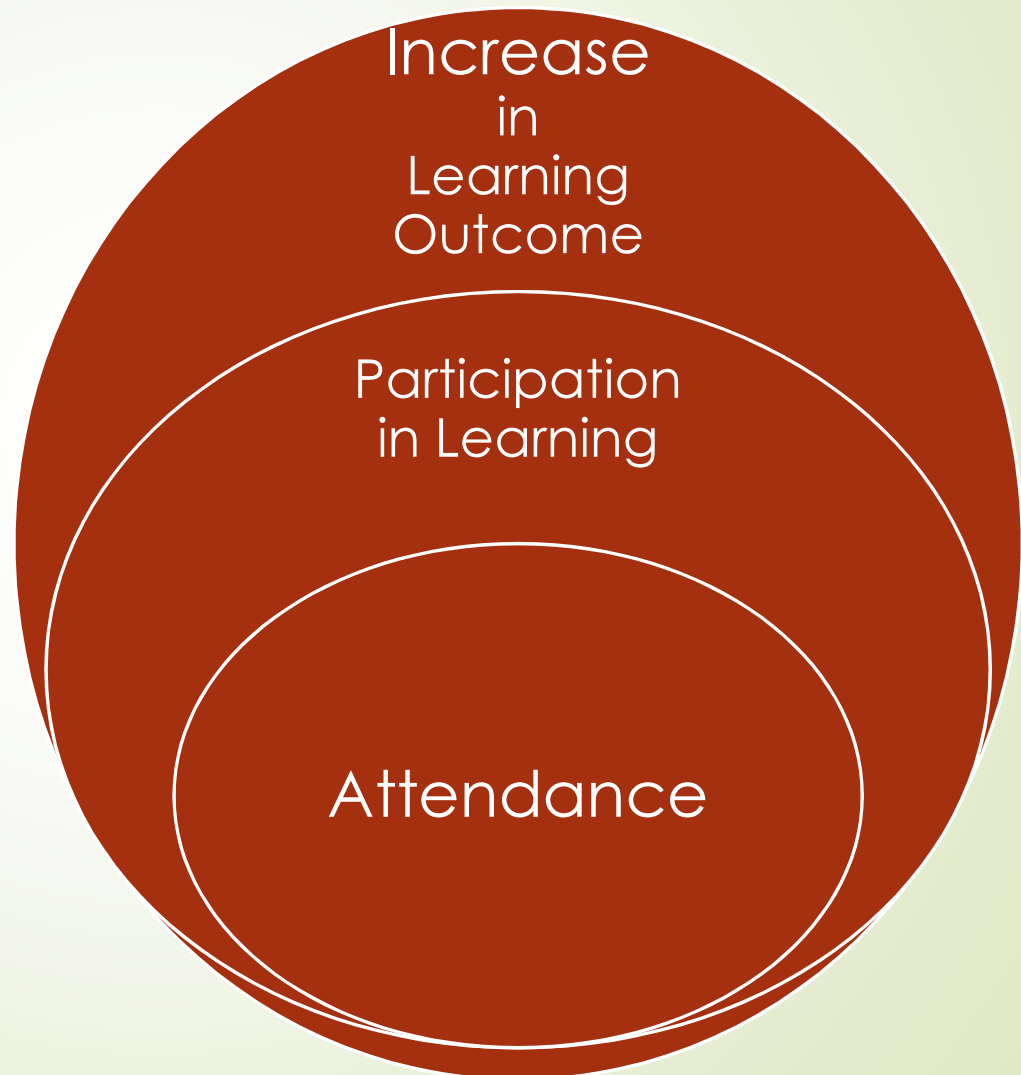 Increase
in
Learning
Outcome
Participation
in Learning
Attendance